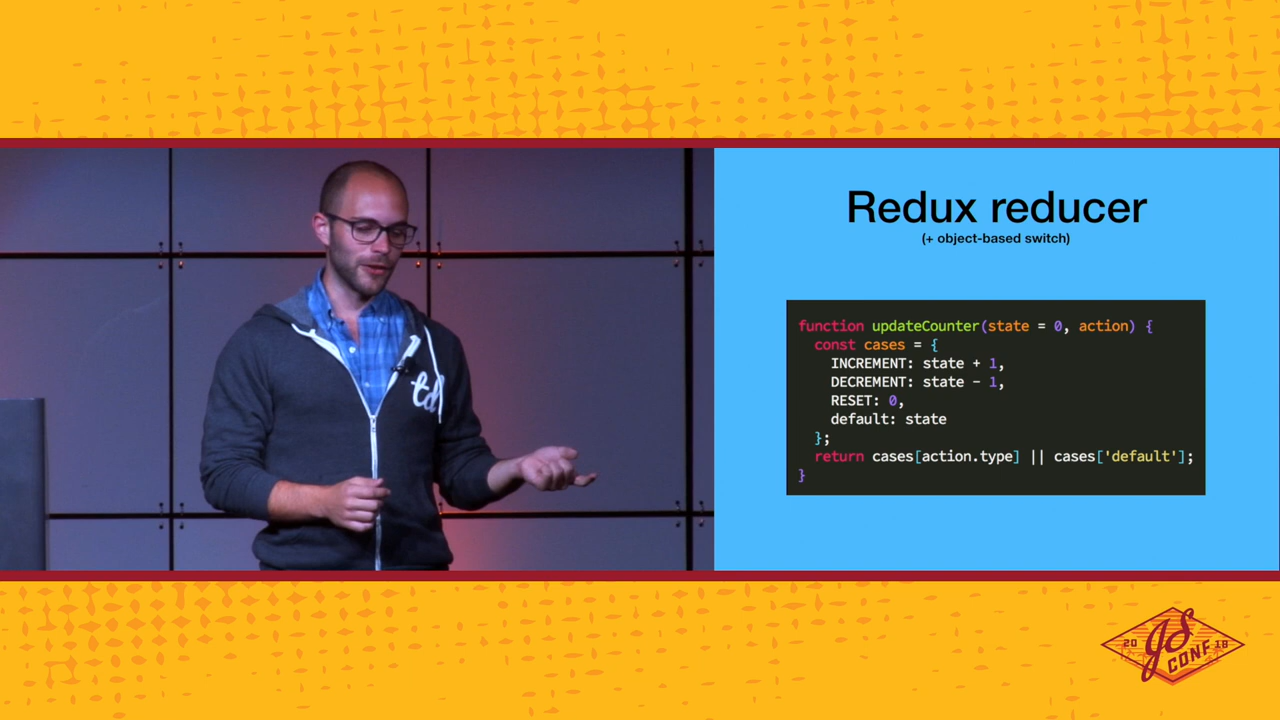 Redux reducer
(+ object-based switch)
function updateCounter(state = 0, action) {
  const cases = {
    INCREMENT: state + 1,
    DECREMENT: state - 1,
    RESET: 0,
    default: state
  };
  return cases[action.type] || cases['default'];
}
td
20 JS CONF 18